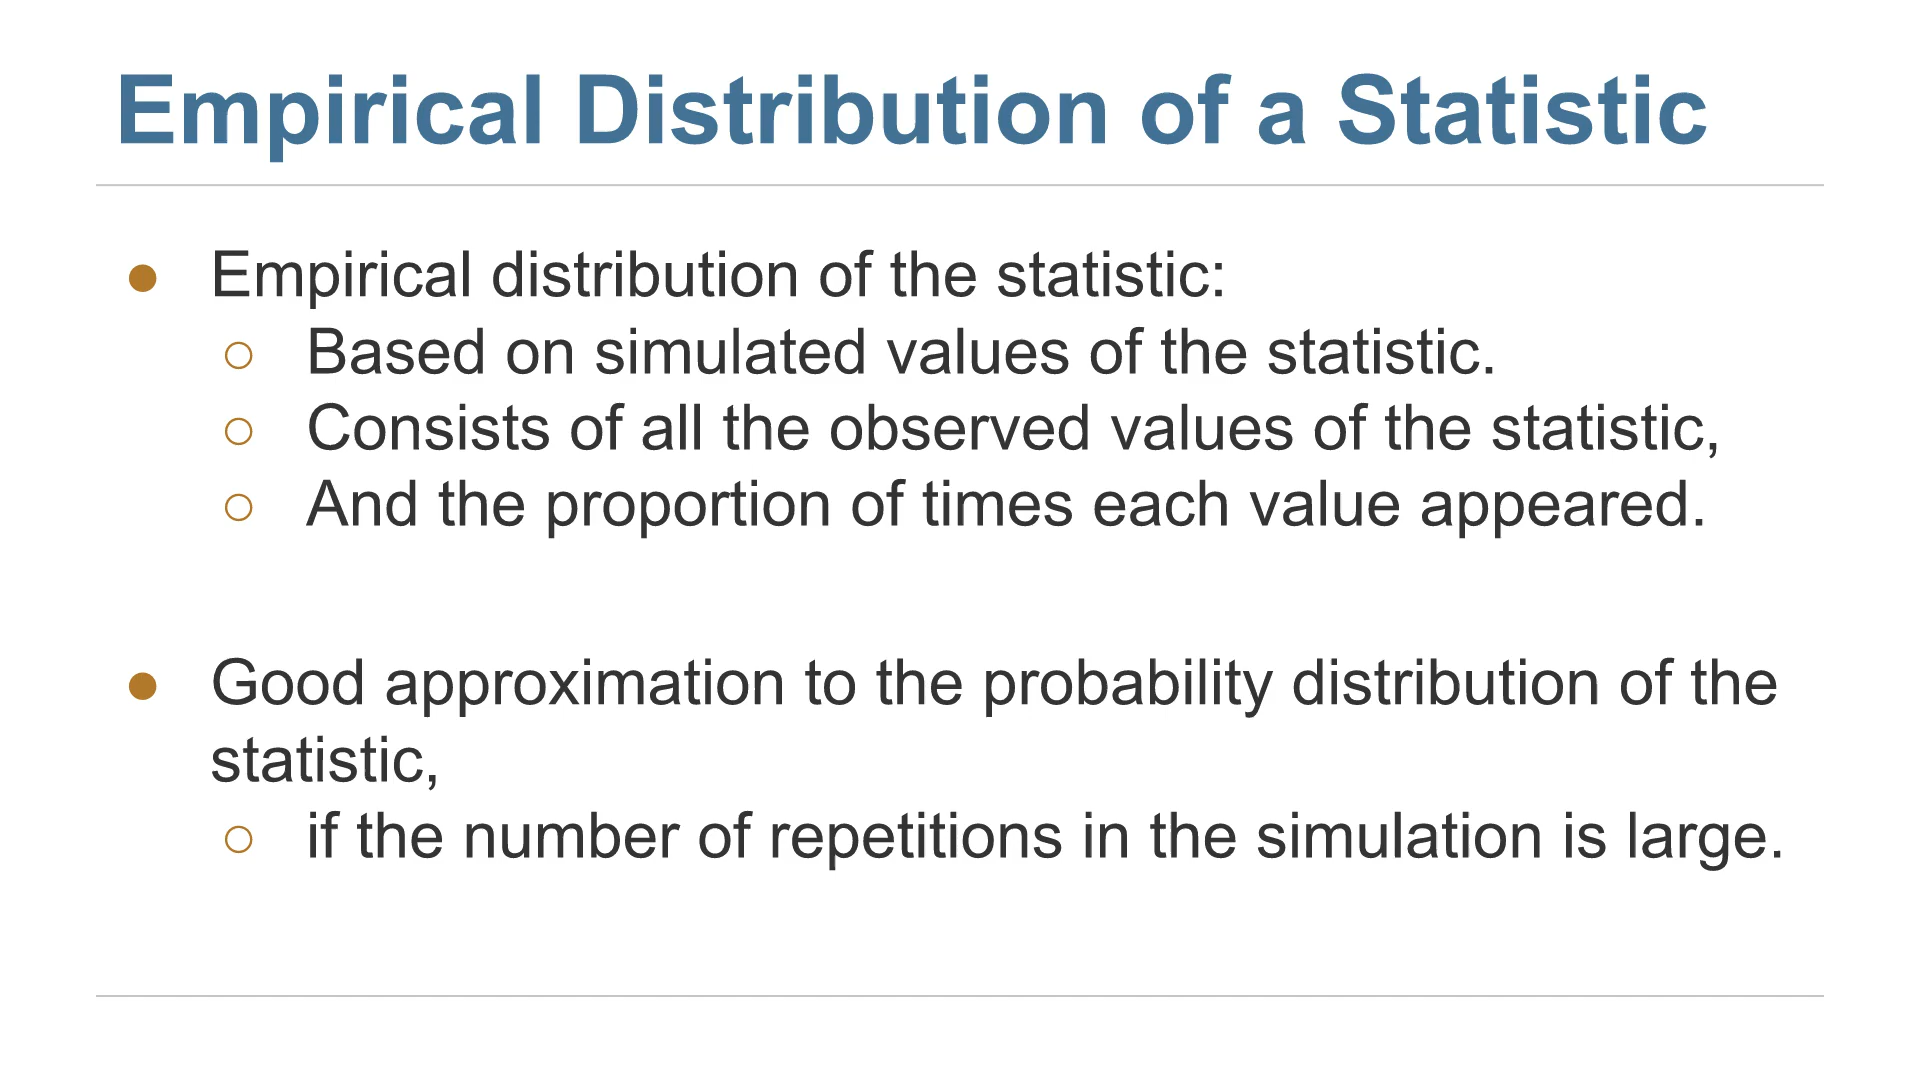 Empirical Distribution of a Statistic
● Empirical distribution of the statistic:
○ Based on simulated values of the statistic.
○ Consists of all the observed values of the statistic,
○ And the proportion of times each value appeared.
● Good approximation to the probability distribution of the
statistic,
○ if the number of repetitions in the simulation is large.